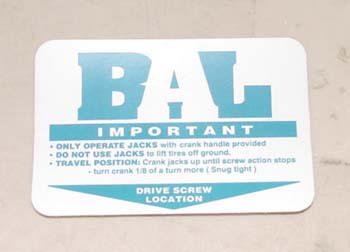 BAL
IMPORTANT
• ONLY OPERATE JACKS with crank handle provided
• DO NOT USE JACKS to lift tires off ground.
• TRAVEL POSITION: Crank jacks up until screw action stops
- turn crank 1/8 of a turn more ( Snug tight )
DRIVE SCREW
LOCATION